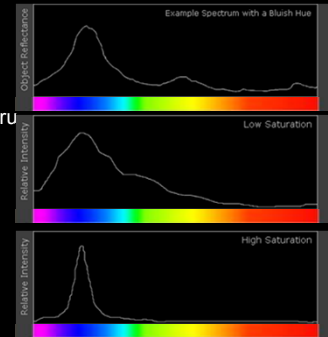 Example Spectrum with a Bluish Hue
Object Reflectance
ru
Low Saturation
Relative Intensity
High Saturation
Relative Intensity